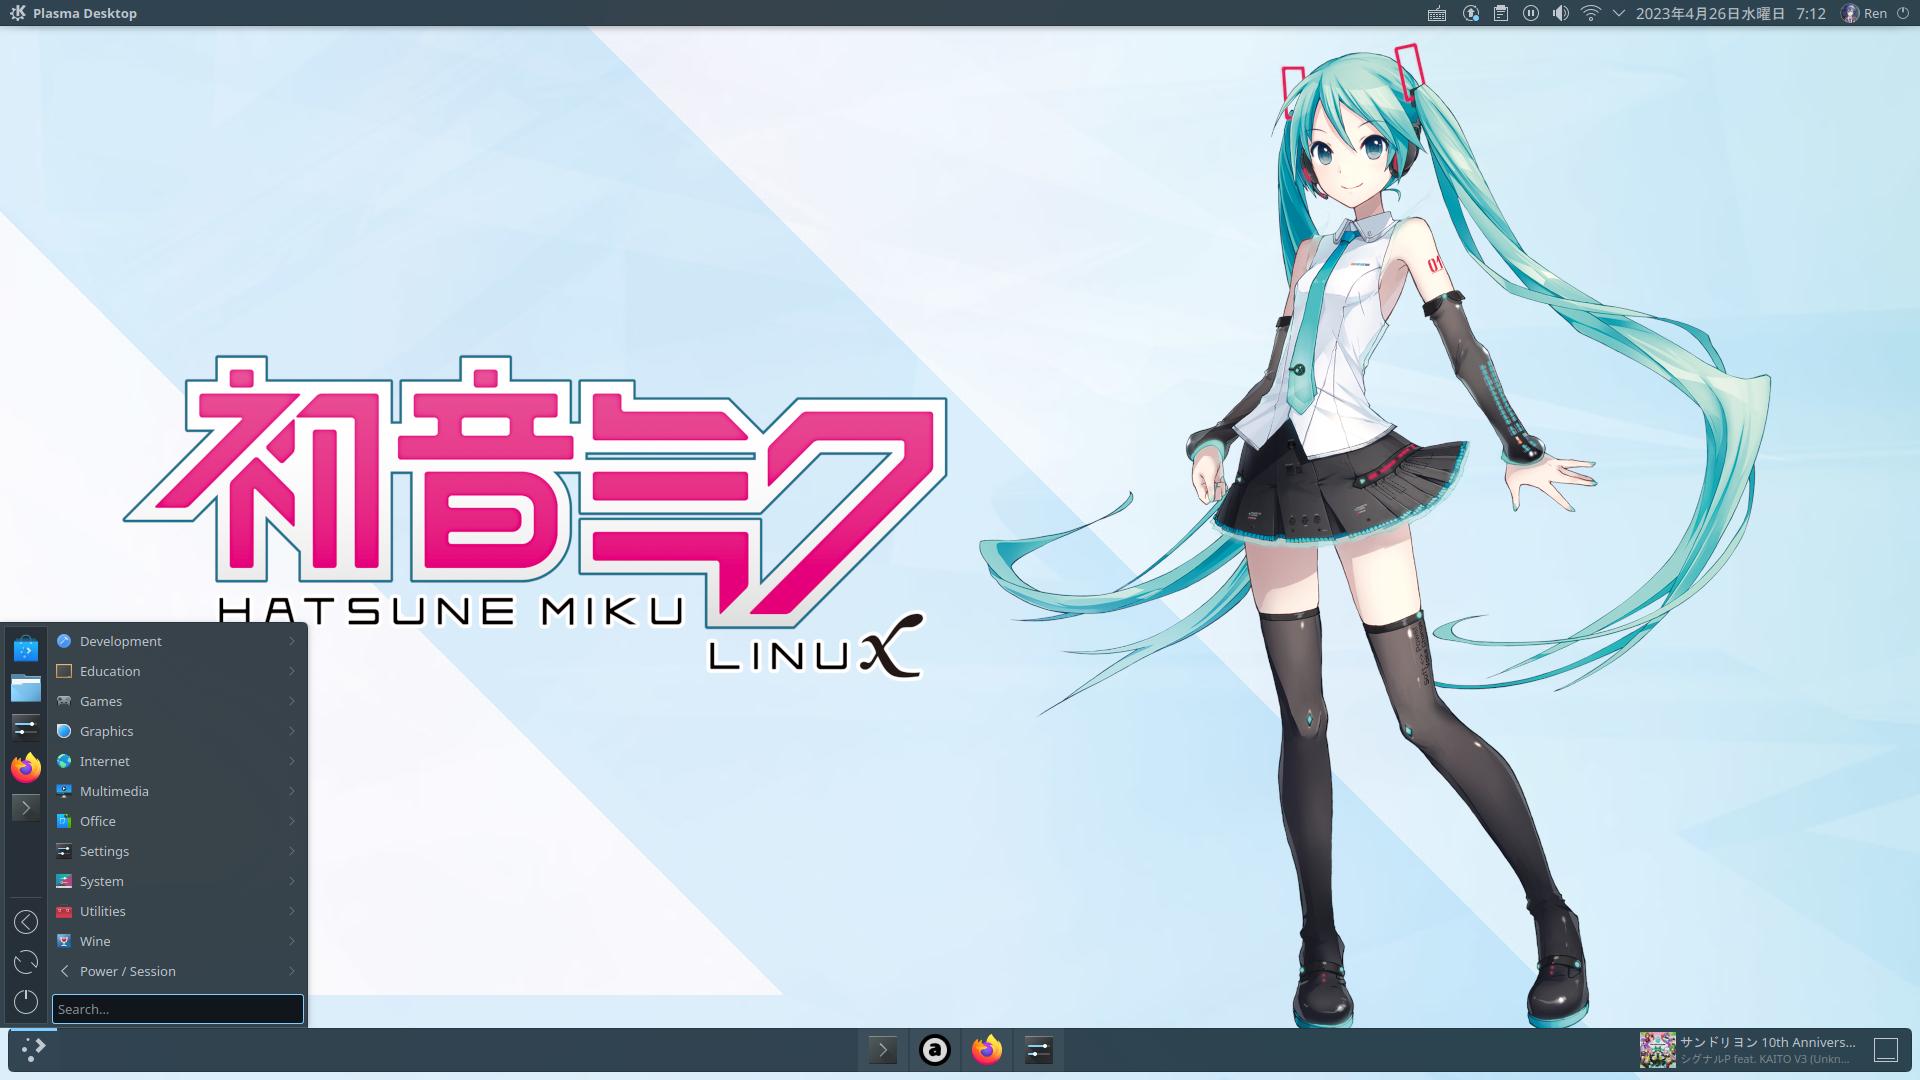 Plasma Desktop
2023年4月26日水曜日 7:12
Ren
01
初音ミク
HATSUNE MIKU
LINUX
Development
Education
Games
Graphics
Internet
Multimedia
Office
Settings
System
Utilities
Wine
Power / Session
Search...
サンドリヨン 10th Annivers...
シグナルP feat. KAITO V3 (Unkn...